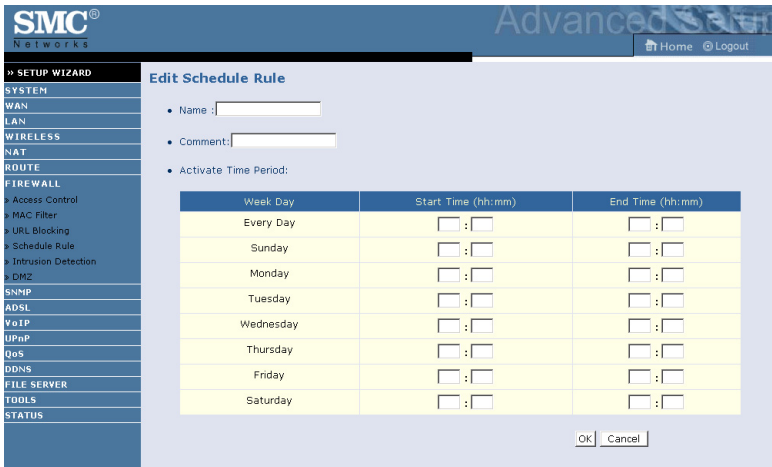 SMC®
Networks
Advanced Setup
Home Logout
» SETUP WIZARD
SYSTEM
WAN
LAN
WIRELESS
NAT
ROUTE
FIREWALL
» Access Control
» MAC Filter
» URL Blocking
» Schedule Rule
» Intrusion Detection
» DMZ
SNMP
ADSL
VoIP
UPnP
QoS
DDNS
FILE SERVER
TOOLS
STATUS
Edit Schedule Rule
• Name :
• Comment:
• Activate Time Period:
Week Day Start Time (hh:mm) End Time (hh:mm)
Every Day : :
Sunday : :
Monday : :
Tuesday : :
Wednesday : :
Thursday : :
Friday : :
Saturday : :
OK Cancel